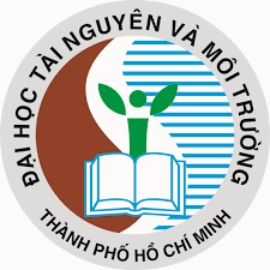 ĐẠI HỌC TÀI NGUYÊN VÀ MÔI TRƯỜNG
THÀNH PHỐ HỒ CHÍ MINH